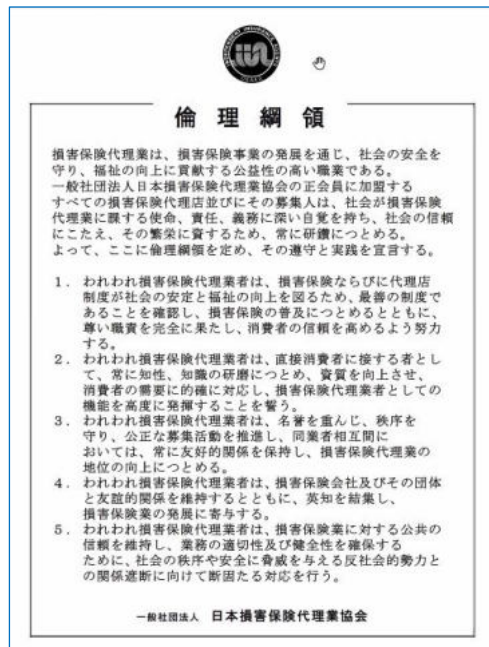 INDEPENDENT INSURANCE AGENTS
iia
倫理綱領
損害保険代理業は、損害保険事業の発展を通じ、社会の安全を
守り、福祉の向上に貢献する公益性の高い職業である。
一般社団法人日本損害保険代理業協会の正会員に加盟する
すべての損害保険代理店並びにその募集人は、社会が損害保険
代理業に課する使命、責任、義務に深い自覚を持ち、社会の信頼
にこたえ、その繁栄に資するため、常に研鑽につとめる。
よって、ここに倫理綱領を定め、その遵守と実践を宣言する。
1. われわれ損害保険代理業者は、損害保険ならびに代理店
制度が社会の安定と福祉の向上を図るため、最善の制度で
あることを確認し、損害保険の普及につとめるとともに、
尊い職責を完全に果たし、消費者の信頼を高めるよう努力
する。
2. われわれ損害保険代理業者は、直接消費者に接する者とし
て、常に知性、知識の研磨につとめ、資質を向上させ、
消費者の需要に的確に対応し、損害保険代理業者としての
機能を高度に発揮することを誓う。
3. われわれ損害保険代理業者は、名誉を重んじ、秩序を
守り、公正な募集活動を推進し、同業者相互間に
おいては、常に友好的関係を保持し、損害保険代理業の
地位の向上につとめる。
4. われわれ損害保険代理業者は、損害保険会社及びその団体
と友誼的関係を維持するとともに、英知を結集し、
損害保険業の発展に寄与する。
5. われわれ損害保険代理業者は、損害保険業に対する公共の
信頼を維持し、業務の適切性及び健全性を確保する
ために、社会の秩序や安全に脅威を与える反社会的勢力と
の関係遮断に向けて断固たる対応を行う。
一般社団法人 日本損害保険代理業協会